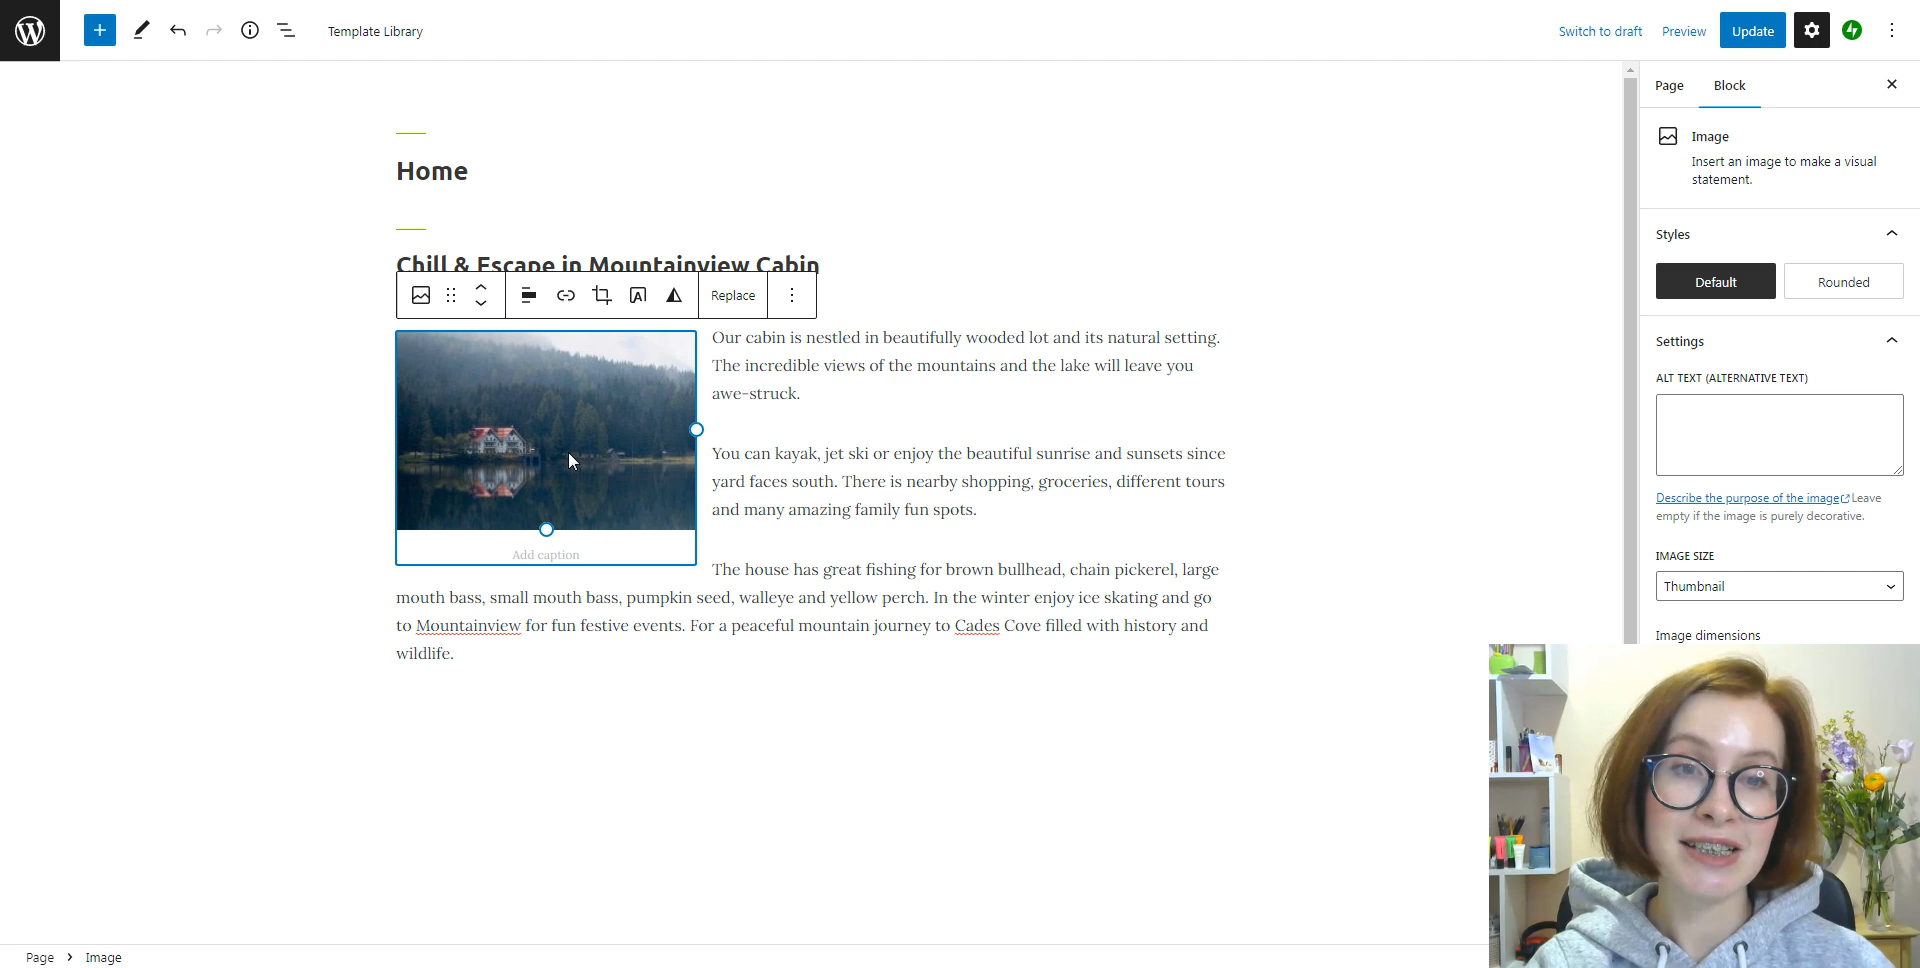 Template Library
Switch to draft
Preview
Update
Page
Block
Image
Insert an image to make a visual
statement.
Styles
Default
Rounded
Settings
ALT TEXT (ALTERNATIVE TEXT)
Describe the purpose of the image Leave
empty if the image is purely decorative.
IMAGE SIZE
Thumbnail
Image dimensions
Home
Chill & Escape in Mountainview Cabin
Replace
Our cabin is nestled in beautifully wooded lot and its natural setting.
The incredible views of the mountains and the lake will leave you
awe-struck.
You can kayak, jet ski or enjoy the beautiful sunrise and sunsets since
yard faces south. There is nearby shopping, groceries, different tours
and many amazing family fun spots.
Add caption
The house has great fishing for brown bullhead, chain pickerel, large
mouth bass, small mouth bass, pumpkin seed, walleye and yellow perch. In the winter enjoy ice skating and go
to Mountainview for fun festive events. For a peaceful mountain journey to Cades Cove filled with history and
wildlife.
Page
Image